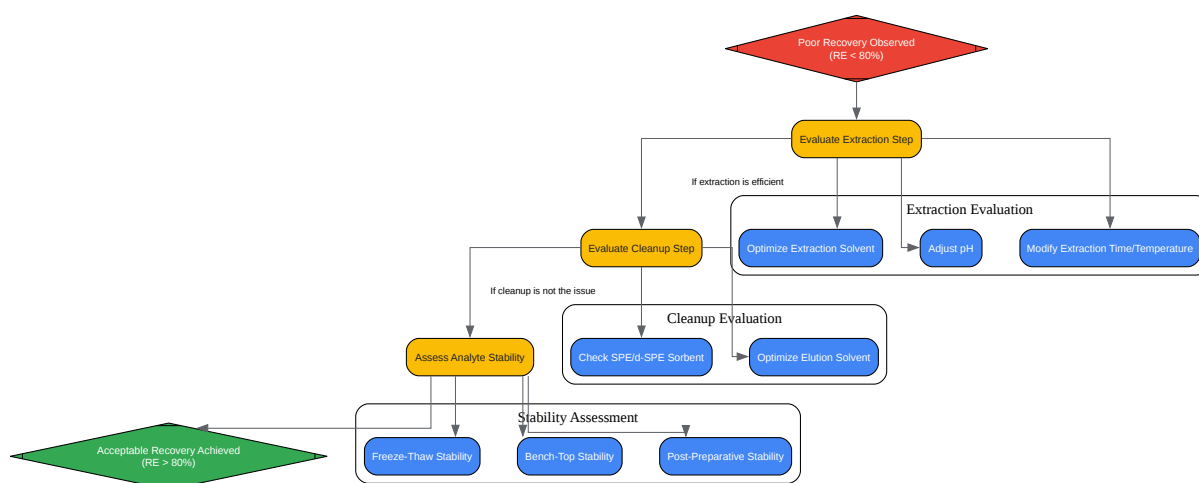 Poor Recovery Observed
(RE < 80%)
Evaluate Extraction Step
If extraction is efficient
Extraction Evaluation
Evaluate Cleanup Step
Optimize Extraction Solvent
Adjust pH
Modify Extraction Time/Temperature
If cleanup is not the issue
Cleanup Evaluation
Assess Analyte Stability
Check SPE/d-SPE Sorbent
Optimize Elution Solvent
Stability Assessment
Acceptable Recovery Achieved
(RE > 80%)
Freeze-Thaw Stability
Bench-Top Stability
Post-Preparative Stability